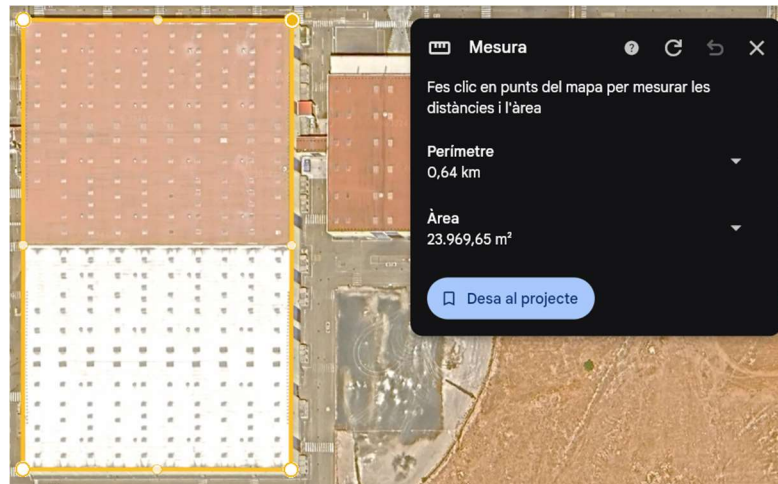 Mesura
Fes clic en punts del mapa per mesurar les
distàncies i l'àrea
Perímetre
0,64 km
Àrea
23.969,65 m²
Desa al projecte